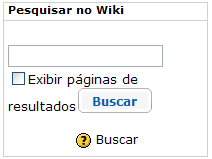 Pesquisar no Wiki
Exibir páginas de
resultados Buscar
? Buscar